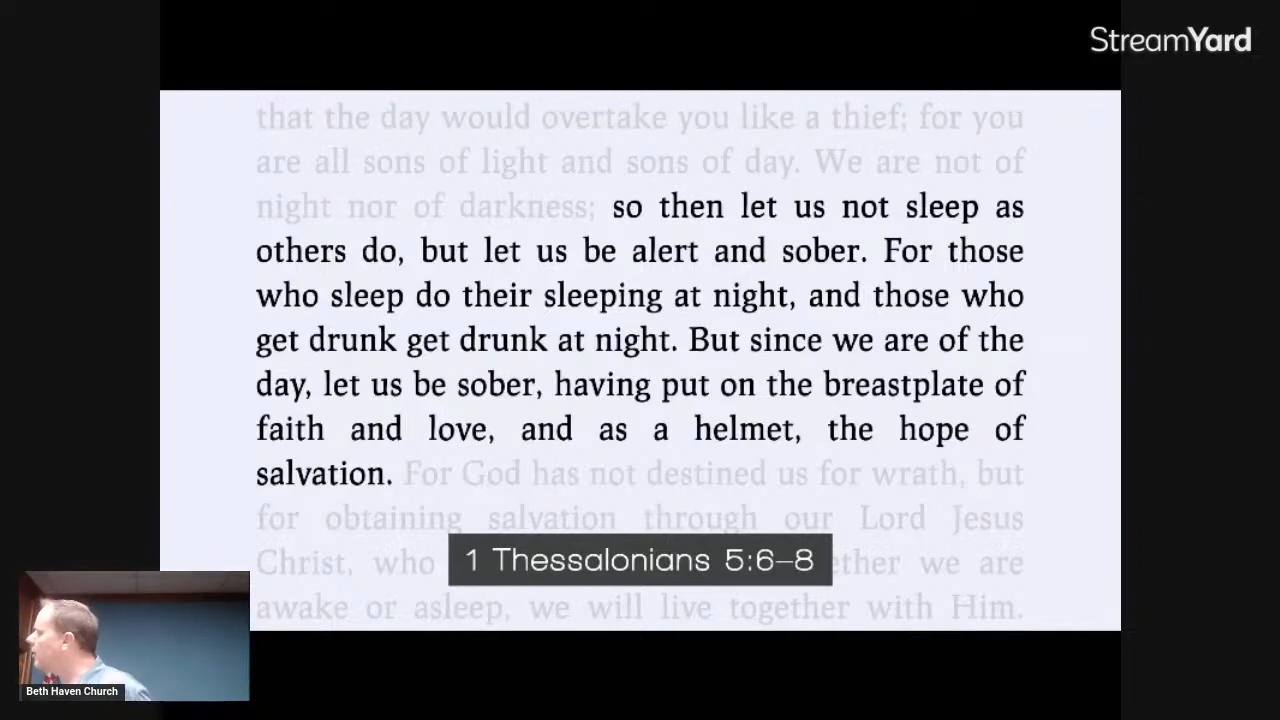 StreamYard
that the day would overtake you like a thief; for you
are all sons of light and sons of day. We are not of
night nor of darkness; so then let us not sleep as
others do, but let us be alert and sober. For those
who sleep do their sleeping at night, and those who
get drunk get drunk at night. But since we are of the
day, let us be sober, having put on the breastplate of
faith and love, and as a helmet, the hope of
salvation. For God has not destined us for wrath, but
for obtaining salvation through our Lord Jesus
Christ, who ether we are
1 Thessalonians 5:6–8
awake or asleep, we will live together with Him.
Beth Haven Church